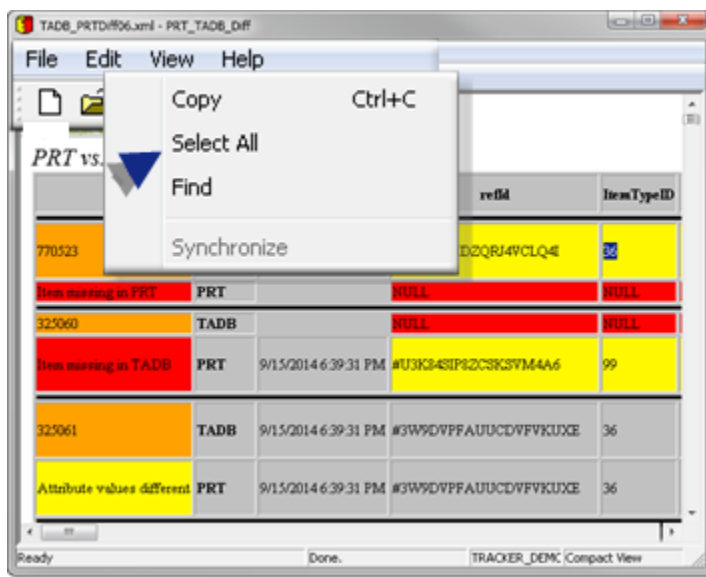 TADB_PRTDiff06.xml - PRT_TADB_Diff
File Edit View Help
Copy Ctrl+C
Select All
Find
Synchronize
PRT vs.
refId ItemTypeID
770523 DZQRJ4VCLQ4I 36
Item missing in PRT PRT NULL NULL
325060 TADB NULL NULL
Item missing in TADB PRT 9/15/2014 6:39:31 PM 99
325061 TADB 9/15/2014 6:39:31 PM #3W9DVPFAUUCDVFVKUXE 36
Attribute values different PRT 9/15/2014 6:39:31 PM #3W9DVPFAUUCDVFVKUXE 36
Ready Done. TRACKER_DEMO Compact View